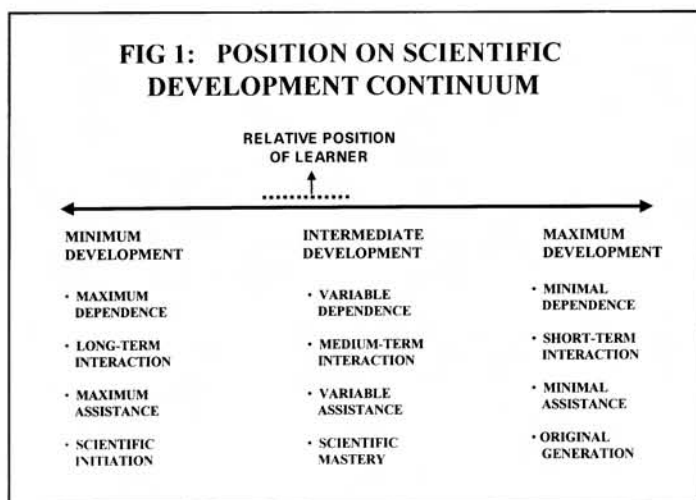 FIG 1: POSITION ON SCIENTIFIC
DEVELOPMENT CONTINUUM
RELATIVE POSITION
OF LEARNER
MINIMUM
DEVELOPMENT
• MAXIMUM
DEPENDENCE
• LONG-TERM
INTERACTION
• MAXIMUM
ASSISTANCE
• SCIENTIFIC
INITIATION
INTERMEDIATE
DEVELOPMENT
• VARIABLE
DEPENDENCE
• MEDIUM-TERM
INTERACTION
• VARIABLE
ASSISTANCE
• SCIENTIFIC
MASTERY
MAXIMUM
DEVELOPMENT
• MINIMAL
DEPENDENCE
• SHORT-TERM
INTERACTION
• MINIMAL
ASSISTANCE
• ORIGINAL
GENERATION